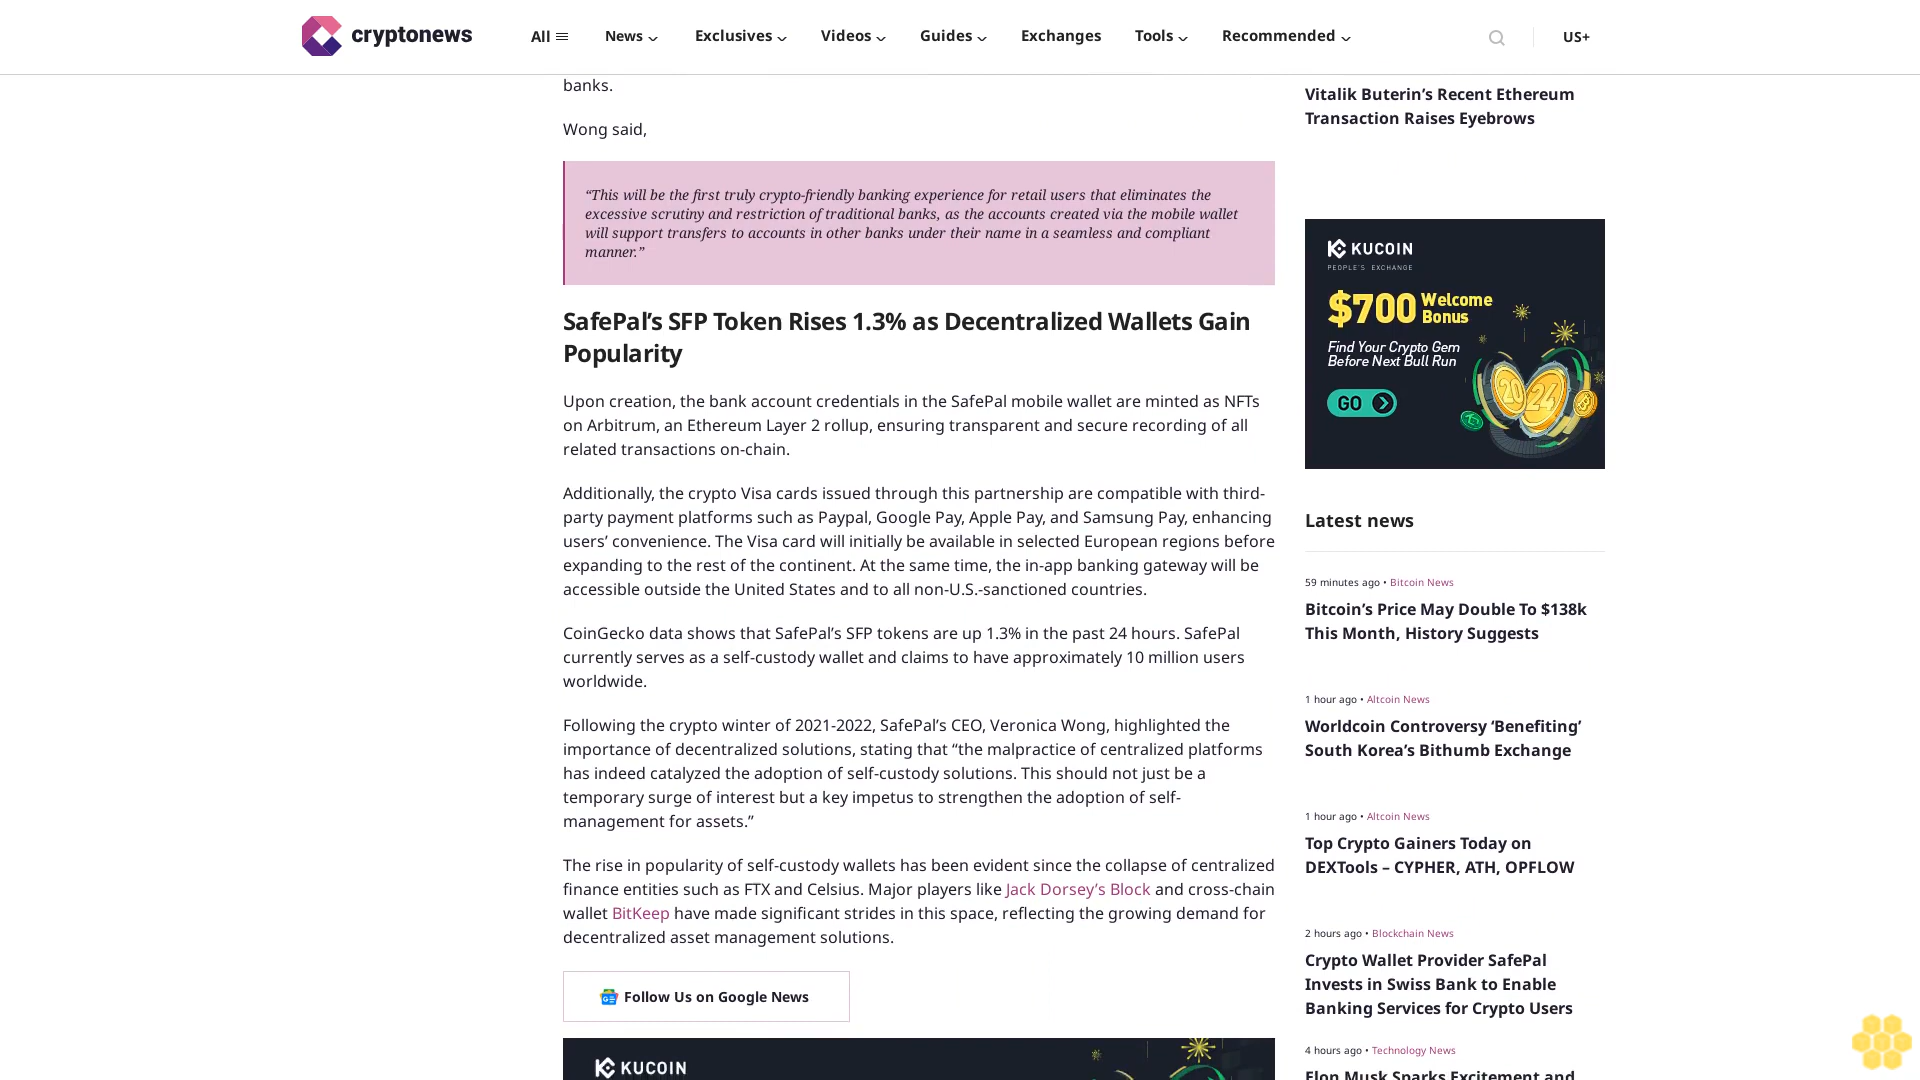 cryptonews
All
News
Exclusives
Videos
Guides
Exchanges
Tools
Recommended
US+
banks.
Wong said,
“This will be the first truly crypto-friendly banking experience for retail users that eliminates the
excessive scrutiny and restriction of traditional banks, as the accounts created via the mobile wallet
will support transfers to accounts in other banks under their name in a seamless and compliant
manner.”
SafePal’s SFP Token Rises 1.3% as Decentralized Wallets Gain
Popularity
Upon creation, the bank account credentials in the SafePal mobile wallet are minted as NFTs
on Arbitrum, an Ethereum Layer 2 rollup, ensuring transparent and secure recording of all
related transactions on-chain.
Additionally, the crypto Visa cards issued through this partnership are compatible with third-
party payment platforms such as Paypal, Google Pay, Apple Pay, and Samsung Pay, enhancing
users’ convenience. The Visa card will initially be available in selected European regions before
expanding to the rest of the continent. At the same time, the in-app banking gateway will be
accessible outside the United States and to all non-U.S.-sanctioned countries.
CoinGecko data shows that SafePal’s SFP tokens are up 1.3% in the past 24 hours. SafePal
currently serves as a self-custody wallet and claims to have approximately 10 million users
worldwide.
Following the crypto winter of 2021-2022, SafePal’s CEO, Veronica Wong, highlighted the
importance of decentralized solutions, stating that “the malpractice of centralized platforms
has indeed catalyzed the adoption of self-custody solutions. This should not just be a
temporary surge of interest but a key impetus to strengthen the adoption of self-
management for assets.”
The rise in popularity of self-custody wallets has been evident since the collapse of centralized
finance entities such as FTX and Celsius. Major players like Jack Dorsey’s Block and cross-chain
wallet BitKeep have made significant strides in this space, reflecting the growing demand for
decentralized asset management solutions.
Follow Us on Google News
KUCOIN
Vitalik Buterin’s Recent Ethereum
Transaction Raises Eyebrows
KUCOIN
PEOPLE'S EXCHANGE
$700 Welcome
Bonus
Find Your Crypto Gem
Before Next Bull Run
GO
20 24
Latest news
59 minutes ago • Bitcoin News
Bitcoin’s Price May Double To $138k
This Month, History Suggests
1 hour ago • Altcoin News
Worldcoin Controversy ‘Benefiting’
South Korea’s Bithumb Exchange
1 hour ago • Altcoin News
Top Crypto Gainers Today on
DEXTools – CYPHER, ATH, OPFLOW
2 hours ago • Blockchain News
Crypto Wallet Provider SafePal
Invests in Swiss Bank to Enable
Banking Services for Crypto Users
4 hours ago • Technology News
Elon Musk Sparks Excitement and